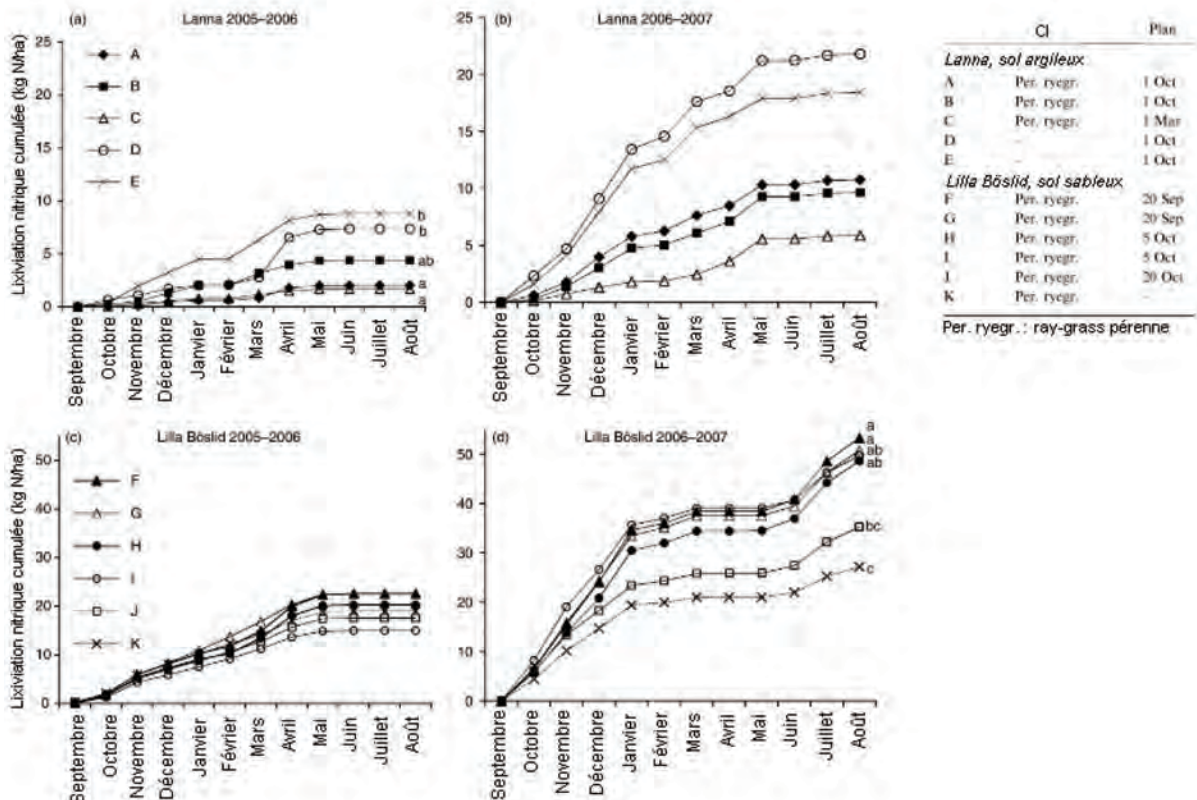 (a) Lanna 2005–2006
Lixiviation nitrique cumulée (kg N/ha)
25
20
15
10
5
0
A
B
C
D
E
b
b
ab
a
a
Septembre
Octobre
Novembre
Décembre
Janvier
Février
Mars
Avril
Mai
Juin
Juillet
Août
(b) Lanna 2006–2007
25
20
15
10
5
0
Septembre
Octobre
Novembre
Décembre
Janvier
Février
Mars
Avril
Mai
Juin
Juillet
Août
CI Plan
Lanna, sol argileux
A Per. ryegr. 1 Oct
B Per. ryegr. 1 Oct
C Per. ryegr. 1 Mar
D - 1 Oct
E - 1 Oct
Lilla Böslid, sol sableux
F Per. ryegr. 20 Sep
G Per. ryegr. 20 Sep
H Per. ryegr. 5 Oct
I Per. ryegr. 5 Oct
J Per. ryegr. 20 Oct
K Per. ryegr. -
Per. ryegr.: ray-grass pérenne
(c) Lilla Böslid 2005–2006
Lixiviation nitrique cumulée (kg N/ha)
50
40
30
20
10
0
F
G
H
I
J
K
Septembre
Octobre
Novembre
Décembre
Janvier
Février
Mars
Avril
Mai
Juin
Juillet
Août
(d) Lilla Böslid 2006–2007
50
40
30
20
10
0
a
a
ab
ab
bc
c
Septembre
Octobre
Novembre
Décembre
Janvier
Février
Mars
Avril
Mai
Juin
Juillet
Août